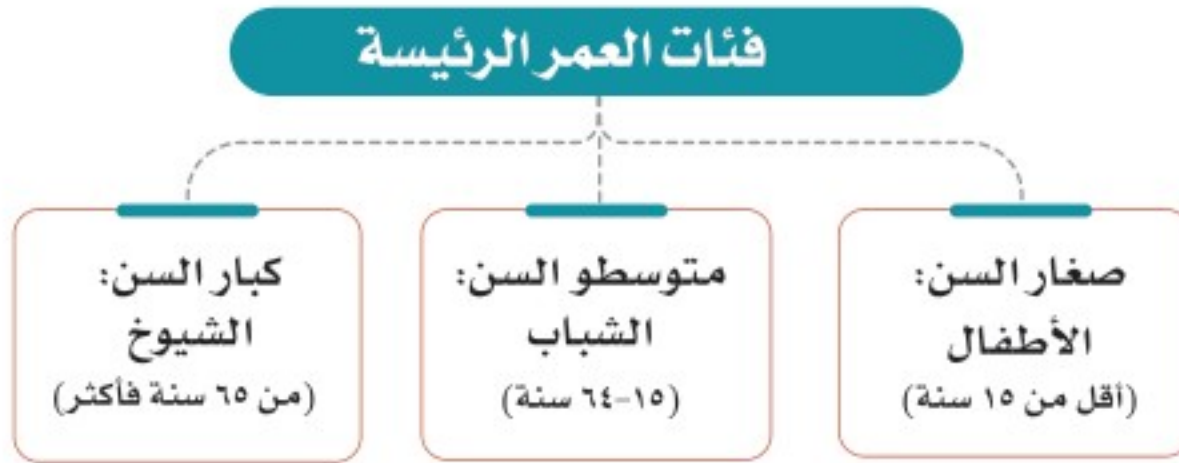 فئات العمر الرئيسة
صغار السن:
الأطفال
(أقل من ١٥ سنة)
متوسطو السن:
الشباب
(١٥-٦٤ سنة)
كبار السن:
الشيوخ
(من ٦٥ سنة فأكثر)